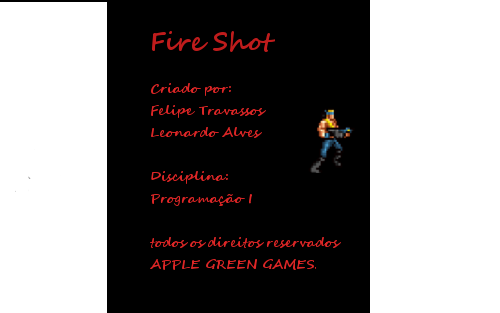 Fire Shot
Criado por:
Felipe Travassos
Leonardo Alves
Disciplina:
Programação I
todos os direitos reservados
APPLE GREEN GAMES.